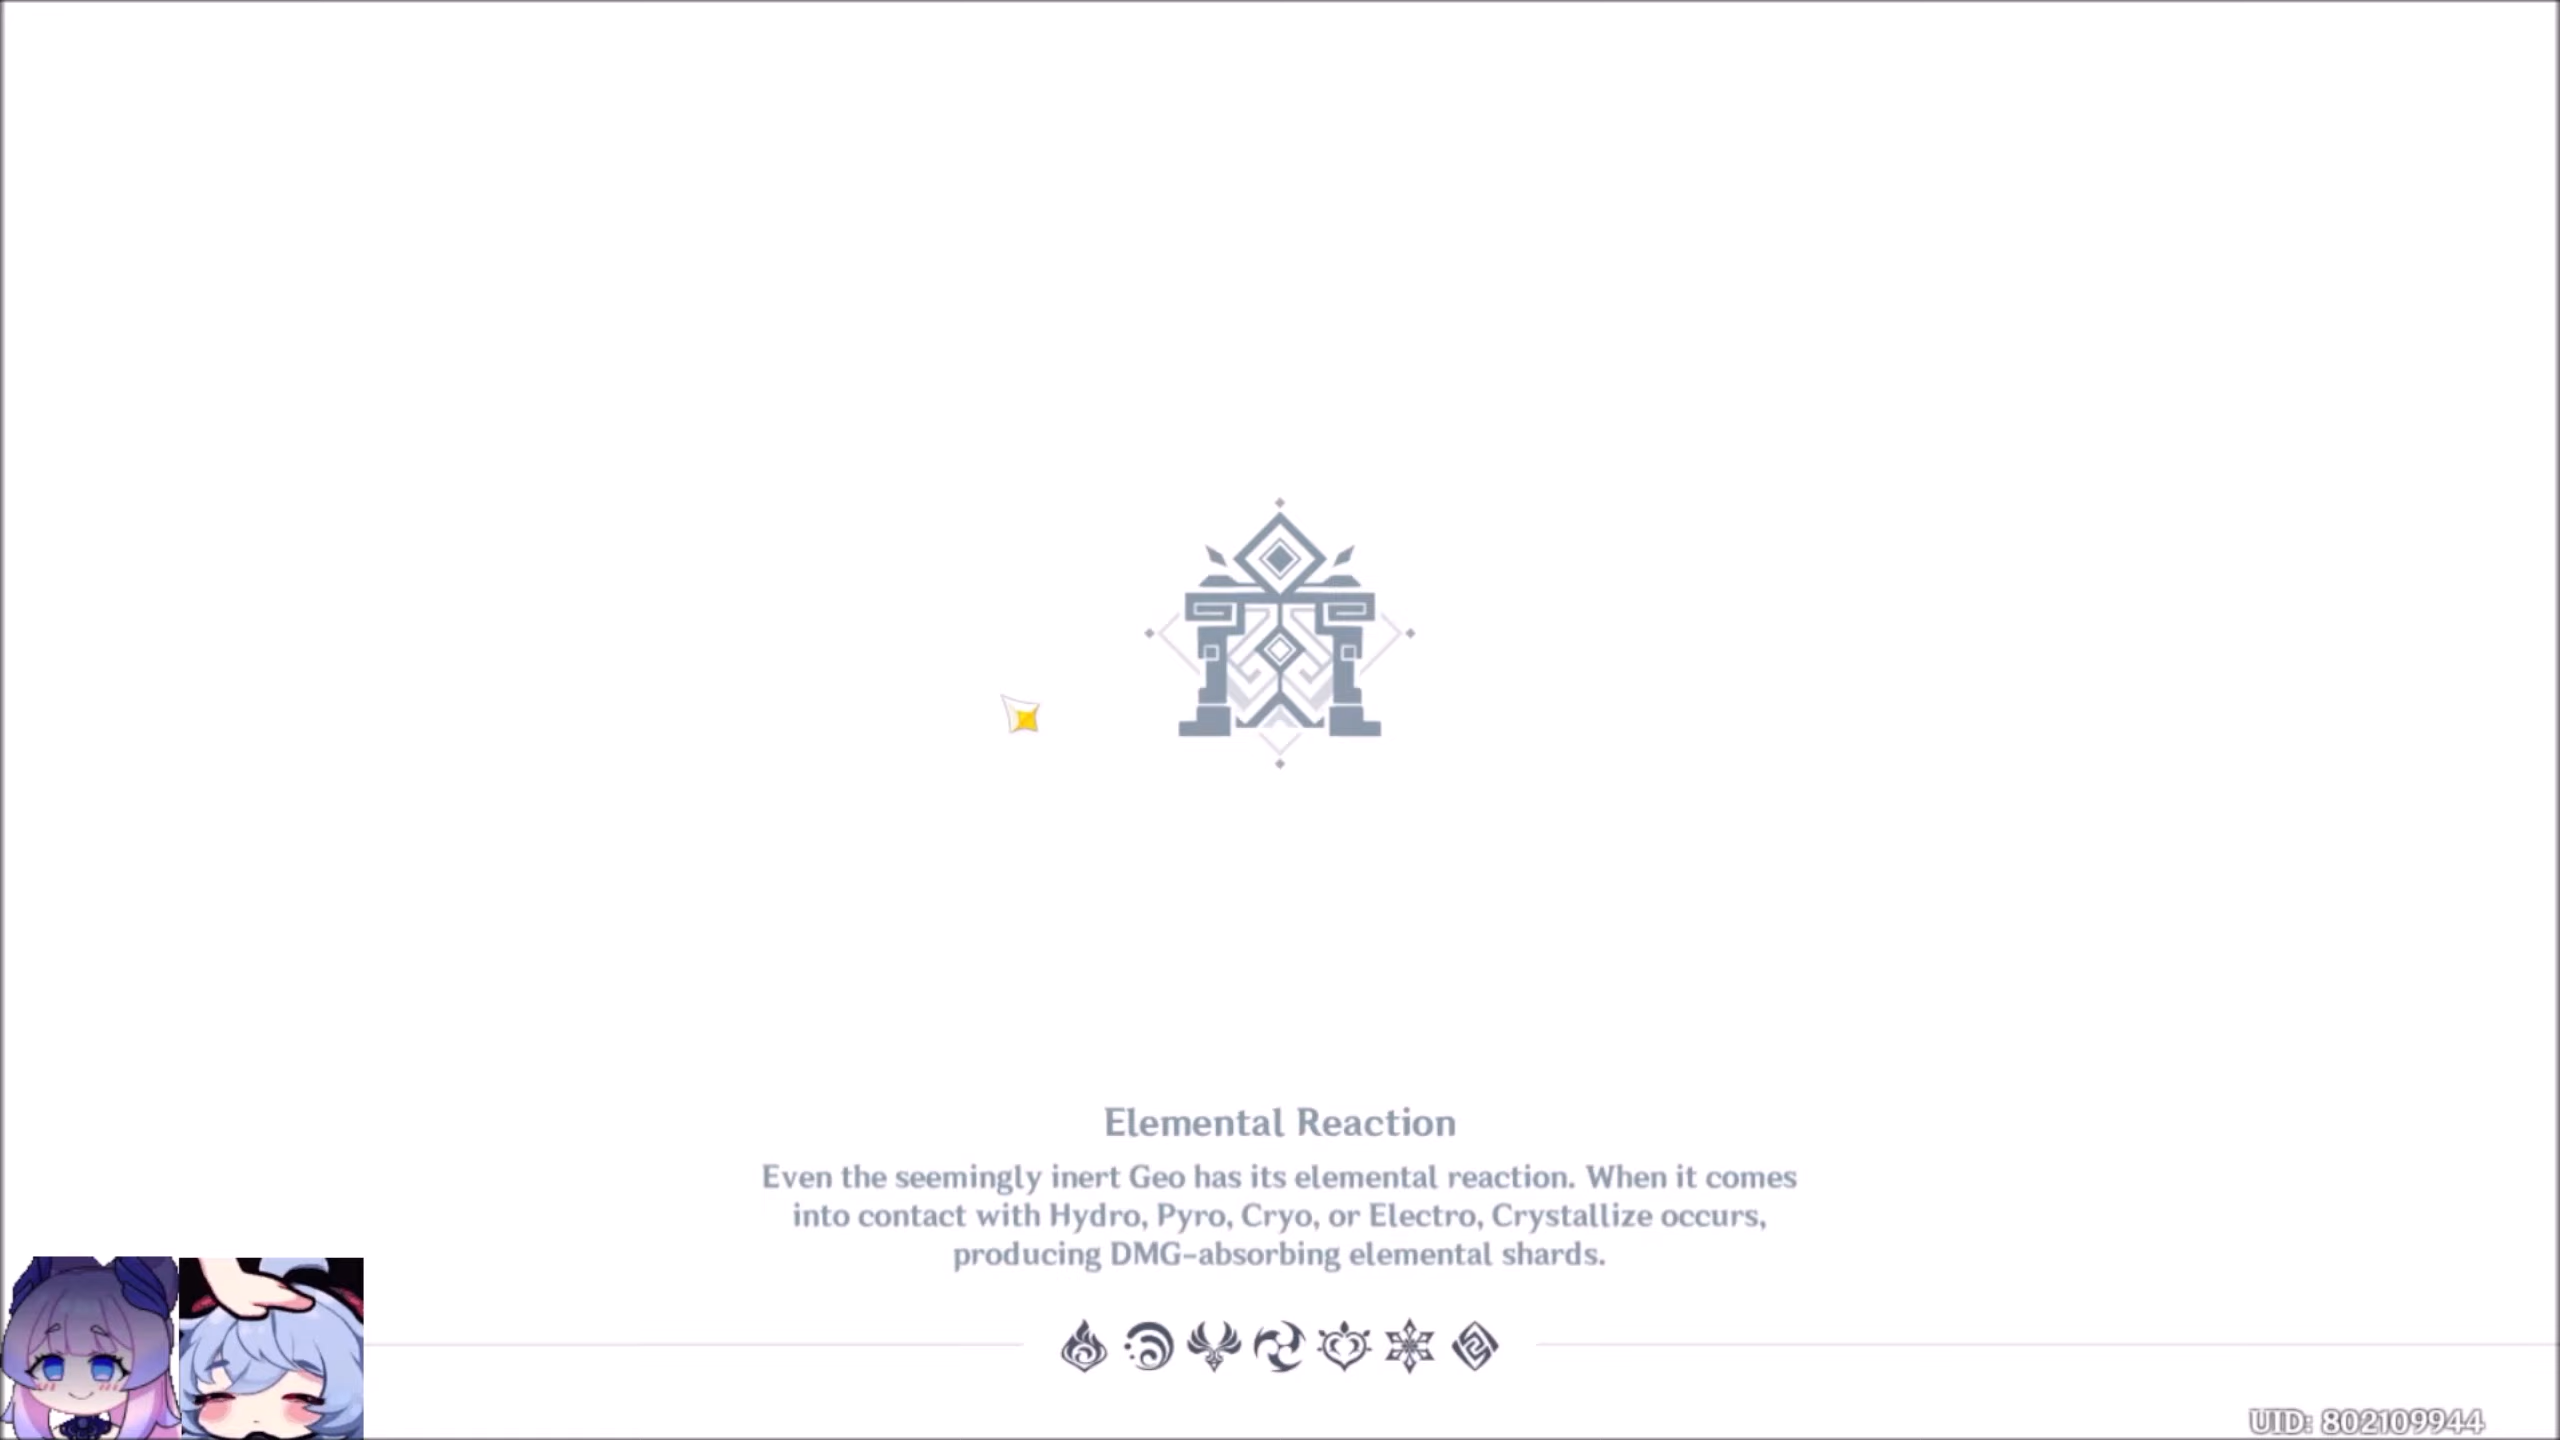 Elemental Reaction
Even the seemingly inert Geo has its elemental reaction. When it comes
into contact with Hydro, Pyro, Cryo, or Electro, Crystallize occurs,
producing DMG-absorbing elemental shards.
UID: 802109944